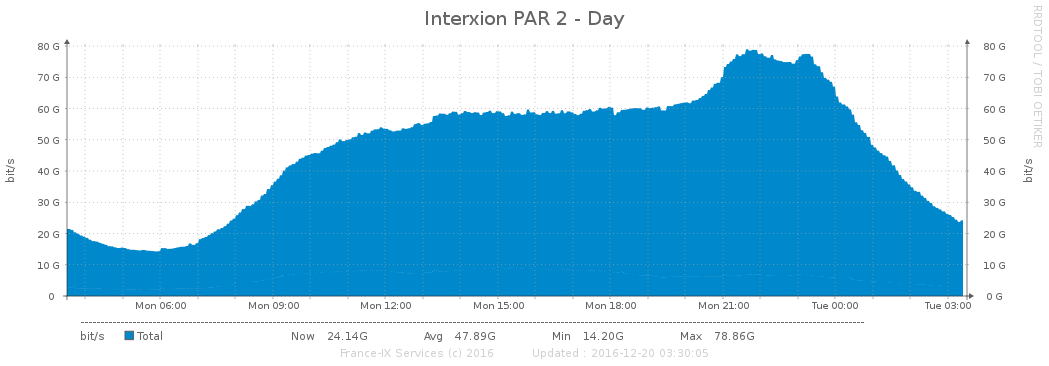 Interxion PAR 2 - Day
RRDTOOL / TOBI OETIKER
bit/s
80 G 80 G
70 G 70 G
60 G 60 G
50 G 50 G
40 G 40 G
30 G 30 G
20 G 20 G
10 G 10 G
0 0 G
bit/s
Mon 06:00 Mon 09:00 Mon 12:00 Mon 15:00 Mon 18:00 Mon 21:00 Tue 00:00 Tue 03:00
bit/s Total Now 24.14G Avg 47.89G Min 14.20G Max 78.86G
France-IX Services (c) 2016 Updated : 2016-12-20 03:30:05